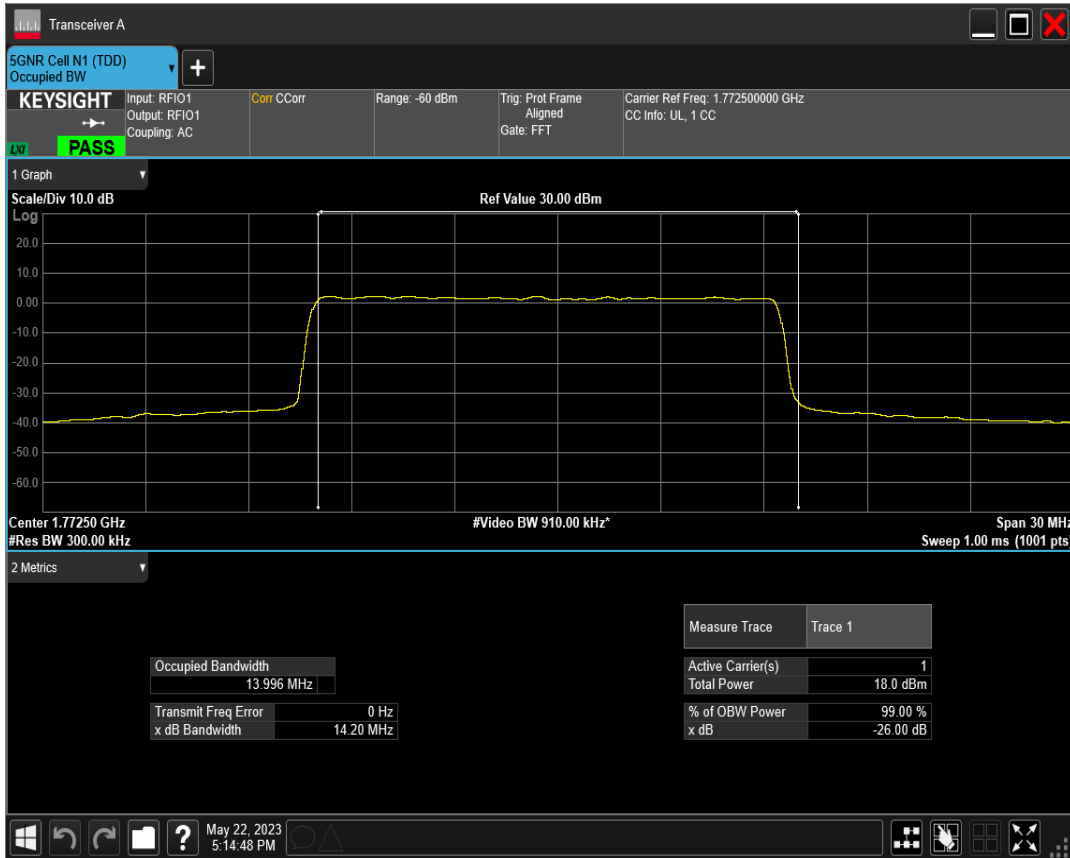 Transceiver A
5GNR Cell N1 (TDD)
Occupied BW
+
KEYSIGHT
LXI
PASS
Input: RFIO1
Output: RFIO1
Coupling: AC
Corr CCorr
Range: -60 dBm
Trig: Prot Frame
Aligned
Gate: FFT
Carrier Ref Freq: 1.772500000 GHz
CC Info: UL, 1 CC
1 Graph
Scale/Div 10.0 dB
Ref Value 30.00 dBm
Log
20.0
10.0
0.00
-10.0
-20.0
-30.0
-40.0
-50.0
-60.0
Center 1.77250 GHz
#Video BW 910.00 kHz*
Span 30 MHz
#Res BW 300.00 kHz
Sweep 1.00 ms (1001 pts)
2 Metrics
Measure Trace Trace 1
Occupied Bandwidth
13.996 MHz
Active Carrier(s) 1
Total Power 18.0 dBm
Transmit Freq Error 0 Hz
x dB Bandwidth 14.20 MHz
% of OBW Power 99.00 %
x dB -26.00 dB
?
May 22, 2023
5:14:48 PM